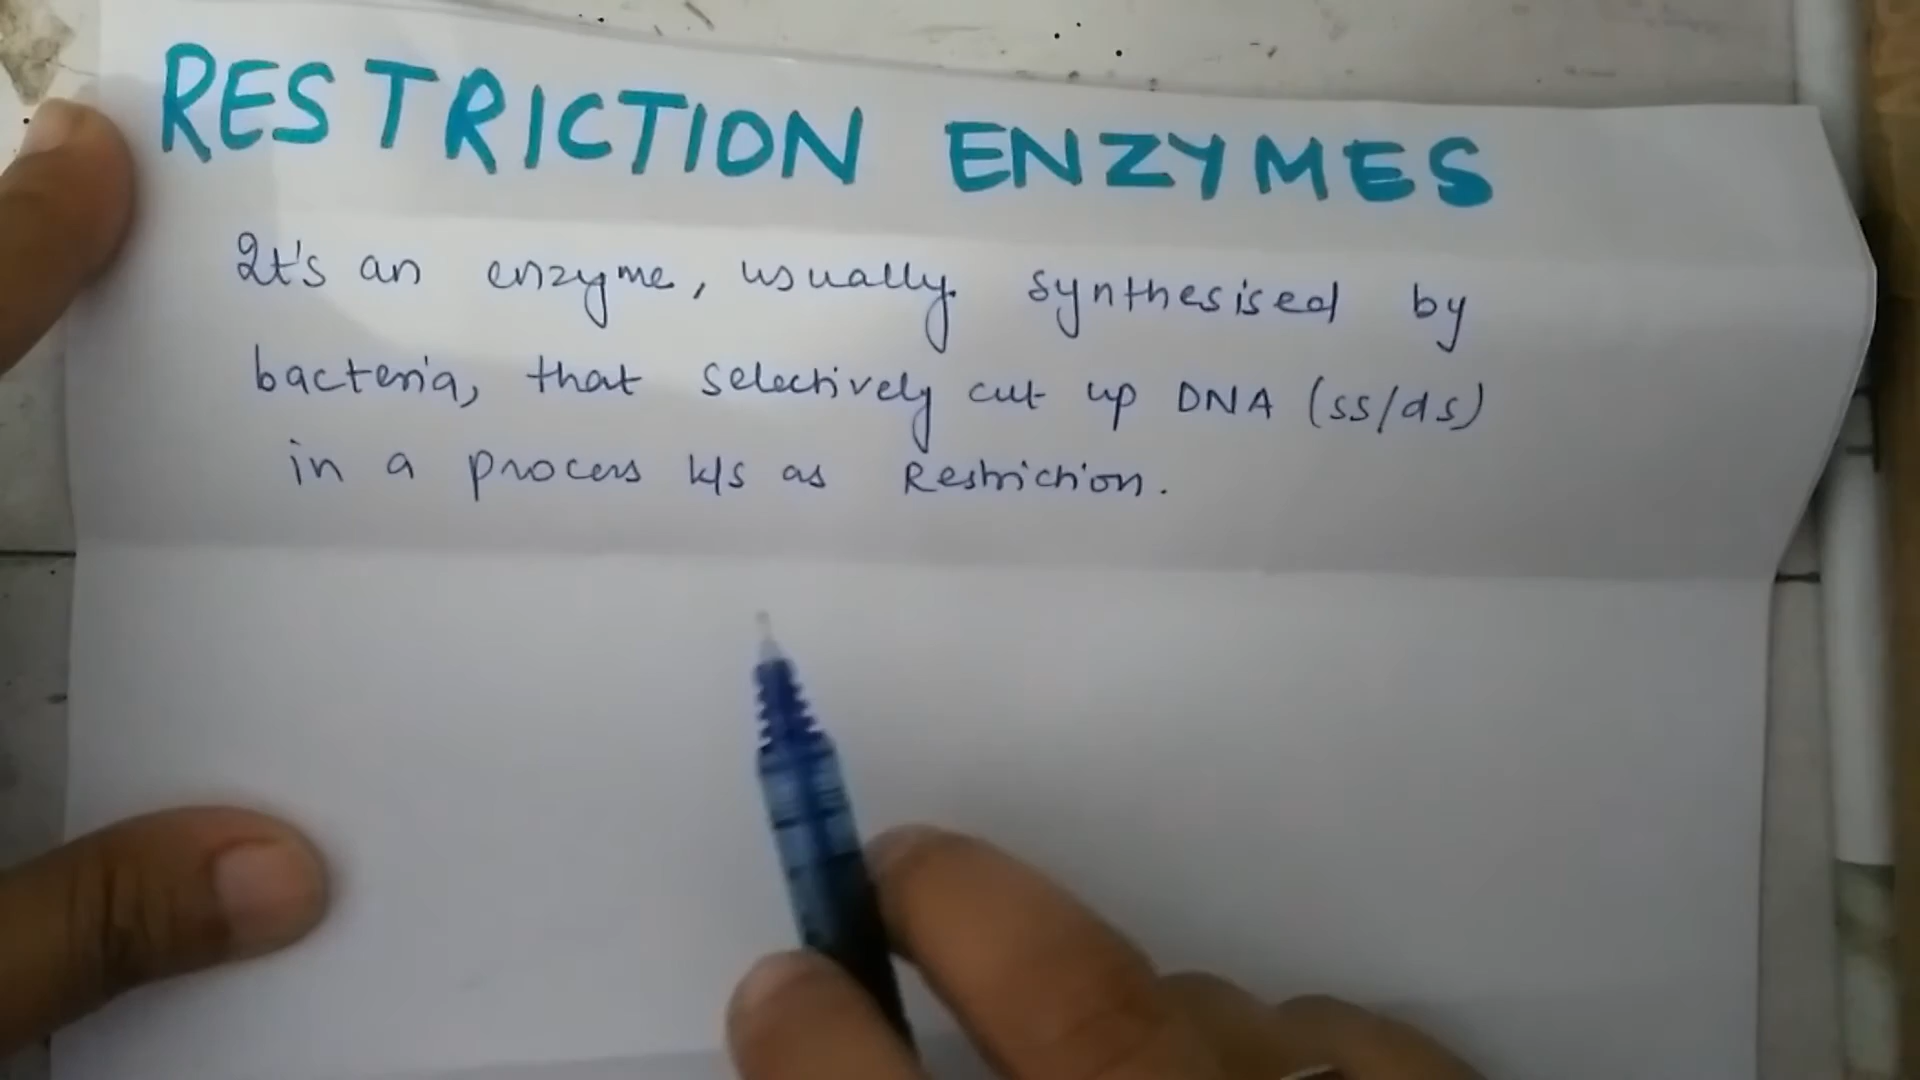 RESTRICTION ENZYMES
It's an enzyme, usually synthesised by
bacteria, that selectively cut up DNA (ss/ds)
in a process k/s as Restriction.